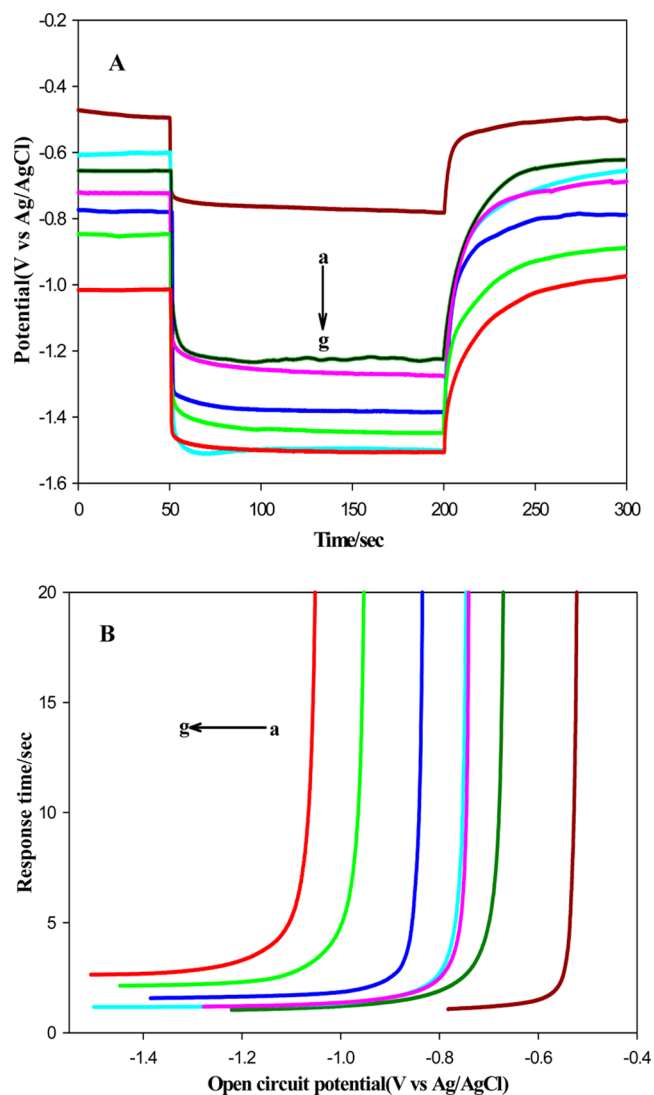 A
-0.2
-0.4
-0.6
-0.8
-1.0
-1.2
-1.4
-1.6
Potential(V vs Ag/AgCl)
a
g
0 50 100 150 200 250 300
Time/sec
B
20
15
10
5
0
Response time/sec
g a
-1.4 -1.2 -1.0 -0.8 -0.6 -0.4
Open circuit potential(V vs Ag/AgCl)